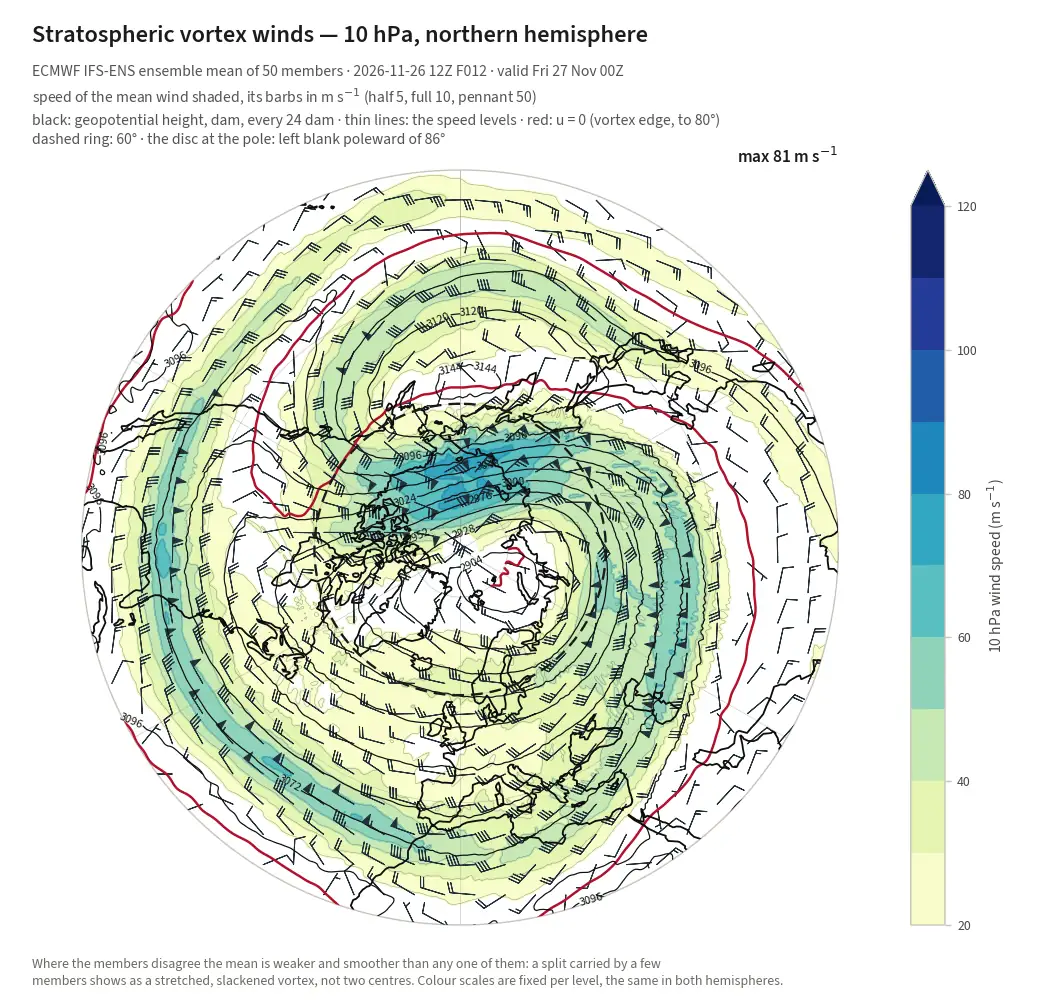 Stratospheric vortex winds — 10 hPa, northern hemisphere
ECMWF IFS-ENS ensemble mean of 50 members · 2026-11-26 12Z F012 · valid Fri 27 Nov 00Z
speed of the mean wind shaded, its barbs in m s⁻¹ (half 5, full 10, pennant 50)
black: geopotential height, dam, every 24 dam · thin lines: the speed levels · red: u = 0 (vortex edge, to 80°)
dashed ring: 60° · the disc at the pole: left blank poleward of 86°
max 81 m s⁻¹
120
100
80
60
40
20
10 hPa wind speed (m s⁻¹)
3120
3120
3144
3144
3096
3096
3096
3096
3096
3096
3024
2976
2952
2928
2904
3072
3096
3096
Where the members disagree the mean is weaker and smoother than any one of them: a split carried by a few
members shows as a stretched, slackened vortex, not two centres. Colour scales are fixed per level, the same in both hemispheres.